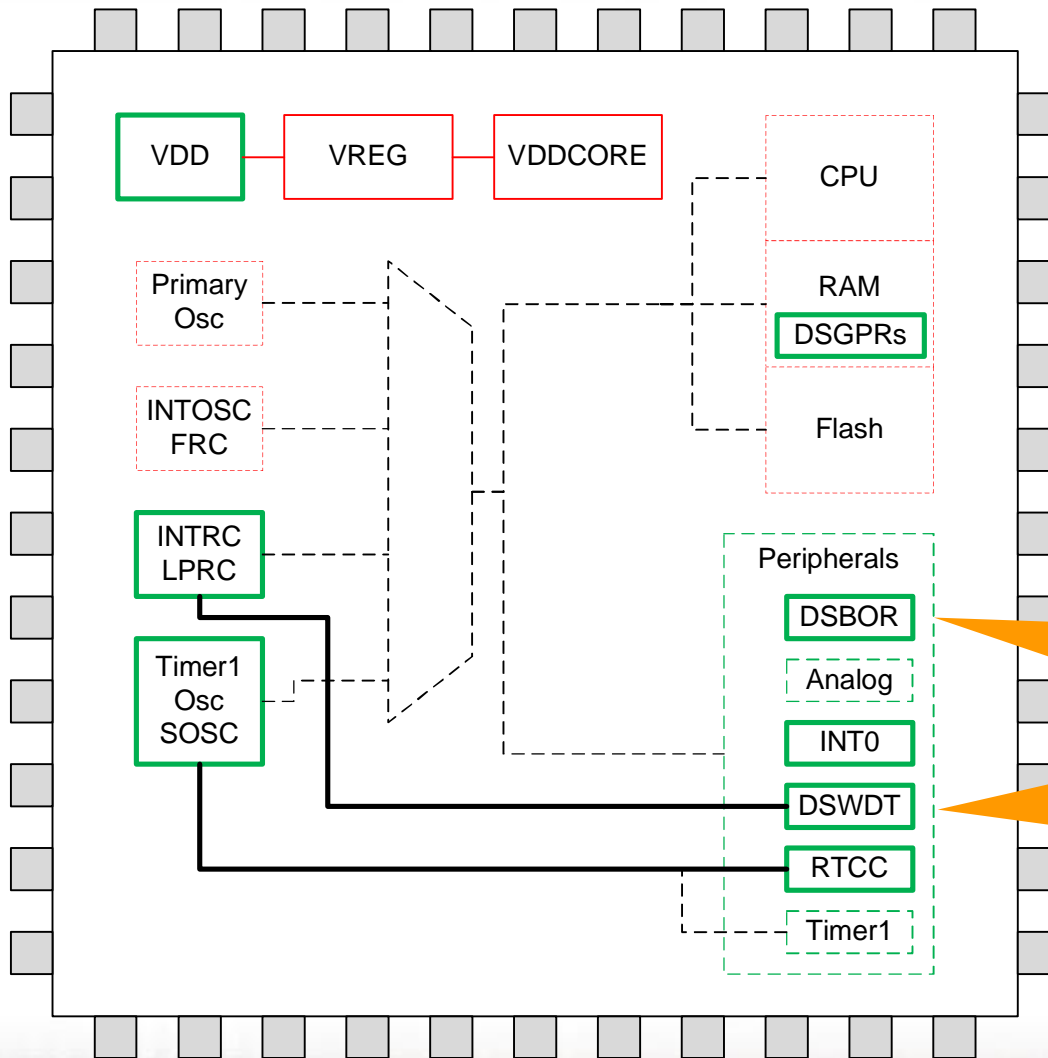 VDD
VREG
VDDCORE
CPU
Primary
Osc
RAM
DSGPRs
INTOSC
FRC
Flash
INTRC
LPRC
Peripherals
DSBOR
Timer1
Osc
SOSC
Analog
INT0
DSWDT
RTCC
Timer1